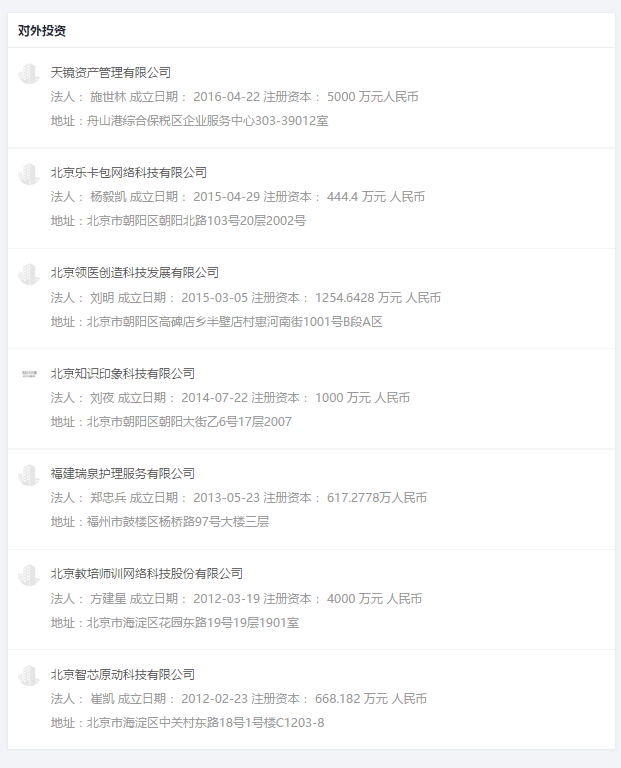 对外投资
天镜资产管理有限公司
法人： 施世林 成立日期： 2016-04-22 注册资本： 5000 万元人民币
地址：舟山港综合保税区企业服务中心303-39012室
北京乐卡包网络科技有限公司
法人： 杨毅凯 成立日期： 2015-04-29 注册资本： 444.4 万元 人民币
地址：北京市朝阳区朝阳北路103号20层2002号
北京领医创造科技发展有限公司
法人： 刘明 成立日期： 2015-03-05 注册资本： 1254.6428 万元 人民币
地址：北京市朝阳区高碑店乡半壁店村惠河南街1001号B段A区
北京知识印象科技有限公司
法人： 刘夜 成立日期： 2014-07-22 注册资本： 1000 万元 人民币
地址：北京市朝阳区朝阳大街乙6号17层2007
福建瑞泉护理服务有限公司
法人： 郑忠兵 成立日期： 2013-05-23 注册资本： 617.2778万人民币
地址：福州市鼓楼区杨桥路97号大楼三层
北京教培师训网络科技股份有限公司
法人： 方建星 成立日期： 2012-03-19 注册资本： 4000 万元 人民币
地址：北京市海淀区花园东路19号19层1901室
北京智芯原动科技有限公司
法人： 崔凯 成立日期： 2012-02-23 注册资本： 668.182 万元 人民币
地址：北京市海淀区中关村东路18号1号楼C1203-8